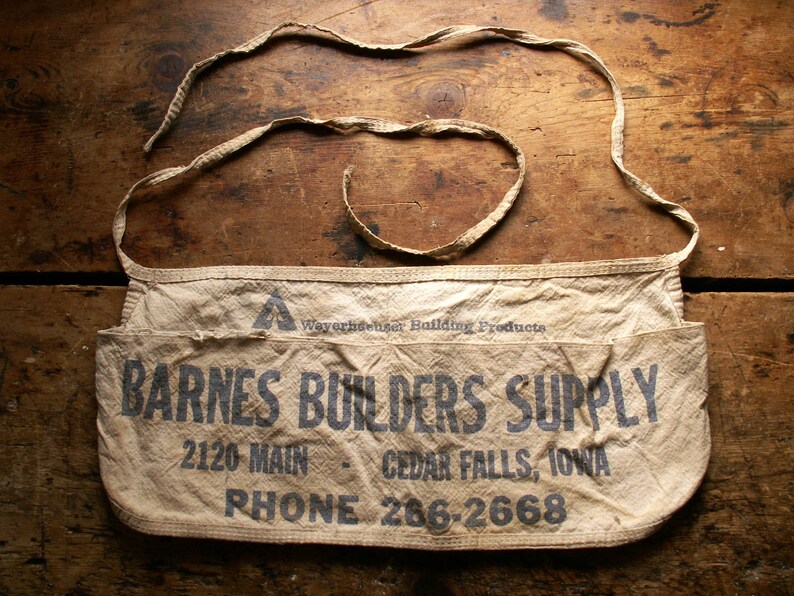 Weyerhaeuser Building Products
BARNES BUILDERS SUPPLY
2120 MAIN - CEDAR FALLS, IOWA
PHONE 266-2668